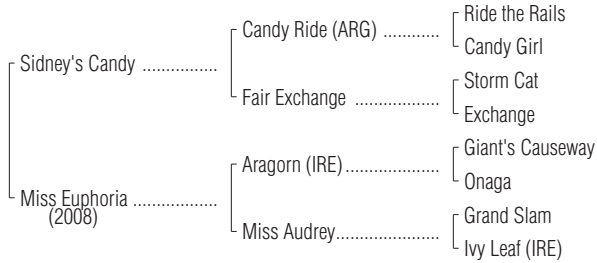 Ride the Rails
Candy Ride (ARG) ............
Candy Girl
Sidney's Candy ................
Storm Cat
Fair Exchange ..................
Exchange
Giant's Causeway
Aragorn (IRE)....................
Onaga
Miss Euphoria ..................
(2008)
Grand Slam
Miss Audrey......................
Ivy Leaf (IRE)